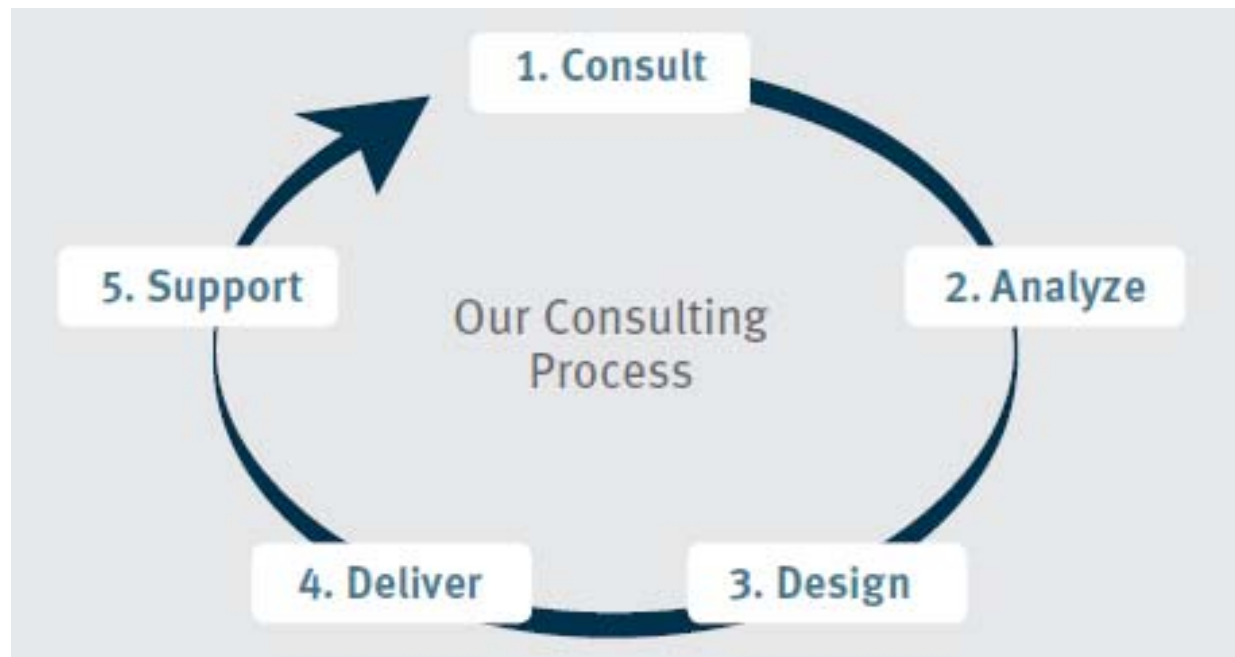 1. Consult
2. Analyze
3. Design
4. Deliver
5. Support
Our Consulting
Process